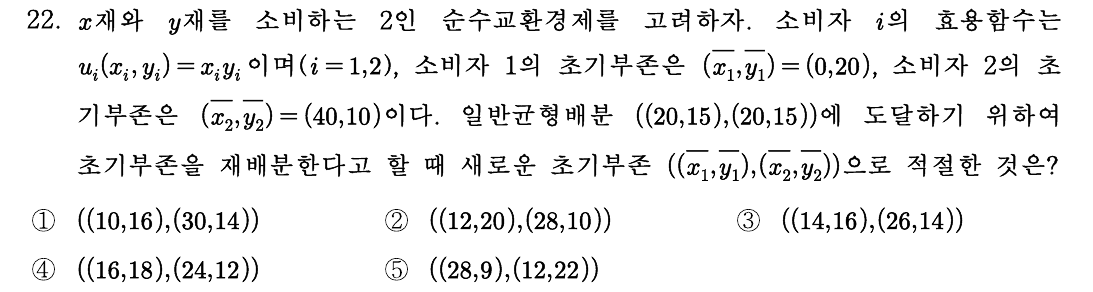 22. x재와 y재를 소비하는 2인 순수교환경제를 고려하자. 소비자 i의 효용함수는
u_i(x_i, y_i) = x_i y_i 이며(i = 1,2), 소비자 1의 초기부존은 (x̅_1, y̅_1) = (0,20), 소비자 2의 초
기부존은 (x̅_2, y̅_2) = (40,10)이다. 일반균형배분 ((20,15),(20,15))에 도달하기 위하여
초기부존을 재배분한다고 할 때 새로운 초기부존 ((x̅_1, y̅_1),(x̅_2, y̅_2))으로 적절한 것은?
① ((10,16),(30,14)) ② ((12,20),(28,10)) ③ ((14,16),(26,14))
④ ((16,18),(24,12)) ⑤ ((28,9),(12,22))